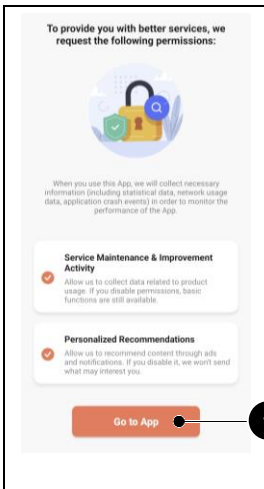 To provide you with better services, we
request the following permissions:
When you use this App, we will collect necessary
information (including statistical data, network usage
data, application crash events) in order to monitor the
performance of the App.
Service Maintenance & Improvement
Activity
Allow us to collect data related to product
usage. If you disable permissions, basic
functions are still available.
Personalized Recommendations
Allow us to recommend content through ads
and notifications. If you disable it, we won't send
what may interest you.
Go to App